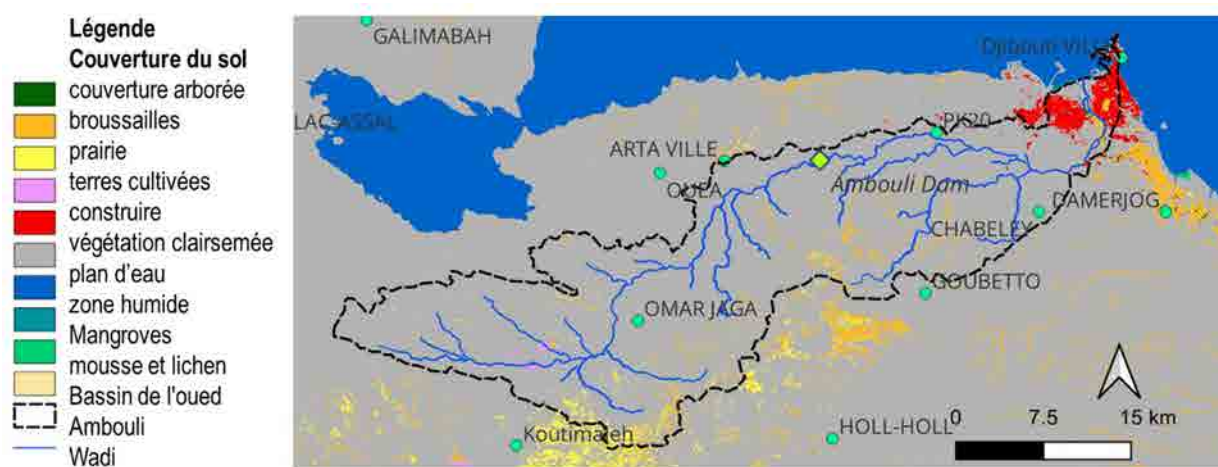 Légende
Couverture du sol
couverture arborée
broussailles
prairie
terres cultivées
construire
végétation clairsemée
plan d'eau
zone humide
Mangroves
mousse et lichen
Bassin de l'oued
Ambouli
Wadi
GALIMABAH
Djibouti VILLE
LAC ASSAL
PK20
ARTA VILLE
OUEA
Ambouli Dam
DAMERJOG
CHABELEY
GOUBETTO
OMAR JAGA
Koutimaleh
HOLL-HOLL
0 7.5 15 km